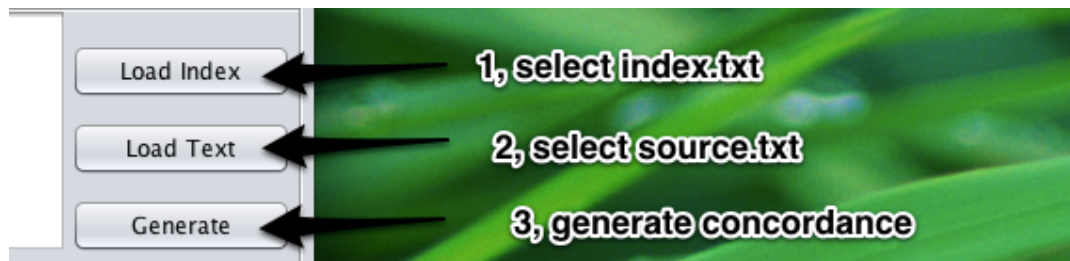 Load Index
1, select index.txt
Load Text
2, select source.txt
Generate
3, generate concordance